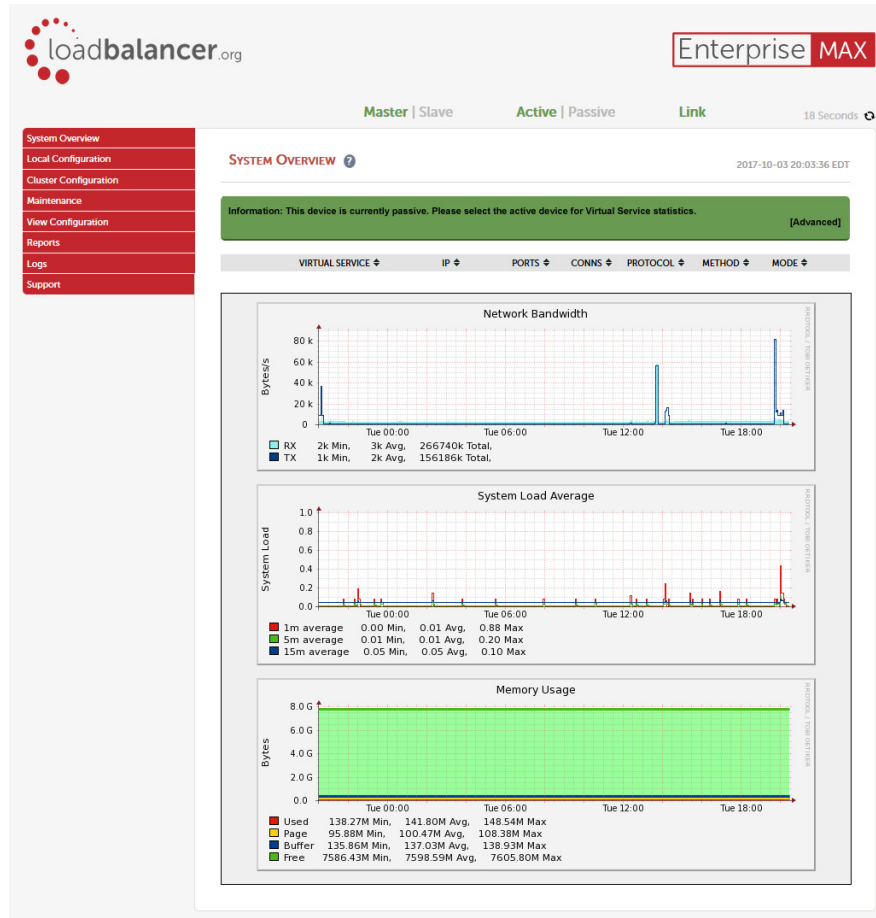 loadbalancer.org
Enterprise MAX
Master | Slave Active | Passive Link 18 Seconds
System Overview
Local Configuration
Cluster Configuration
Maintenance
View Configuration
Reports
Logs
Support
SYSTEM OVERVIEW ?
2017-10-03 20:03:36 EDT
Information: This device is currently passive. Please select the active device for Virtual Service statistics.
[Advanced]
VIRTUAL SERVICE IP PORTS CONNS PROTOCOL METHOD MODE
Network Bandwidth
RRDTOOL / TOBI OETIKER
Bytes/s
80 k
60 k
40 k
20 k
0
Tue 00:00 Tue 06:00 Tue 12:00 Tue 18:00
RX 2k Min, 3k Avg, 266740k Total,
TX 1k Min, 2k Avg, 156186k Total,
System Load Average
RRDTOOL / TOBI OETIKER
System Load
1.0
0.8
0.6
0.4
0.2
0.0
Tue 00:00 Tue 06:00 Tue 12:00 Tue 18:00
1m average 0.00 Min, 0.01 Avg, 0.88 Max
5m average 0.01 Min, 0.01 Avg, 0.20 Max
15m average 0.05 Min, 0.05 Avg, 0.10 Max
Memory Usage
RRDTOOL / TOBI OETIKER
Bytes
8.0 G
6.0 G
4.0 G
2.0 G
0.0
Tue 00:00 Tue 06:00 Tue 12:00 Tue 18:00
Used 138.27M Min, 141.80M Avg, 148.54M Max
Page 95.88M Min, 100.47M Avg, 108.38M Max
Buffer 135.86M Min, 137.03M Avg, 138.93M Max
Free 7586.43M Min, 7598.59M Avg, 7605.80M Max